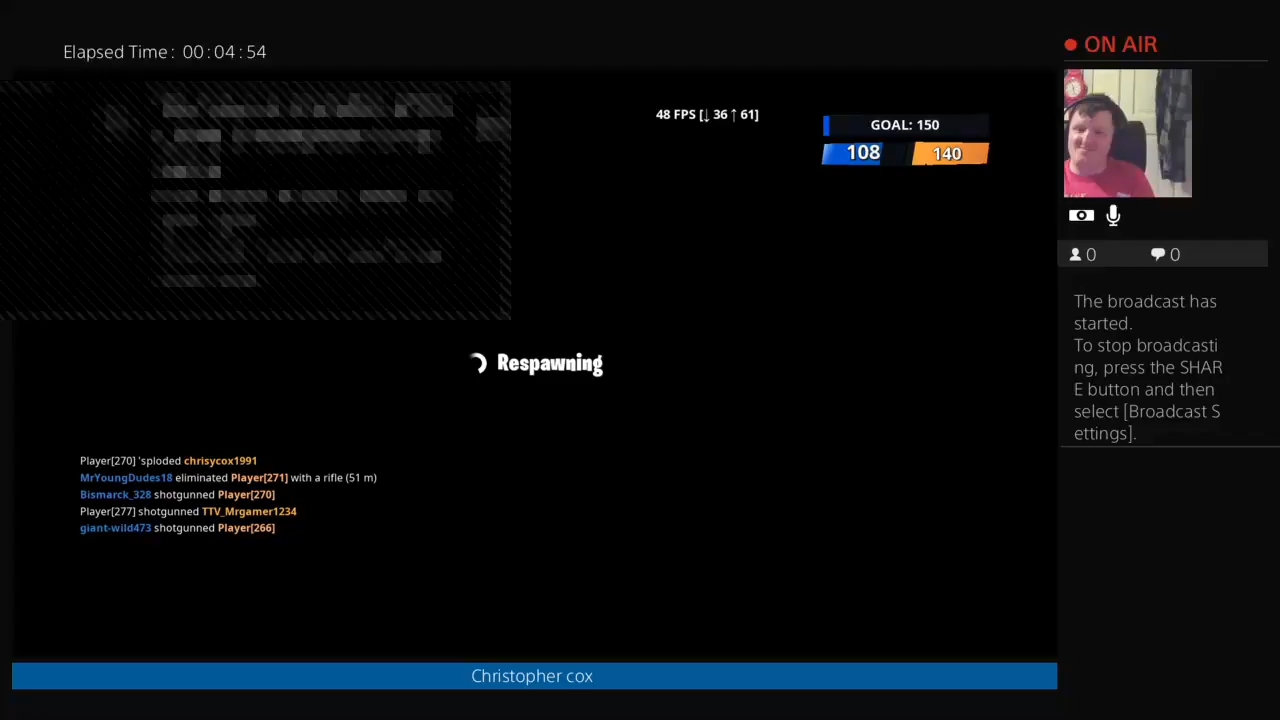 Elapsed Time: 00:04:54
ON AIR
48 FPS [↓ 36 ↑ 61]
GOAL: 150
108 140
0 0
The broadcast has
started.
To stop broadcasti
ng, press the SHAR
E button and then
select [Broadcast S
ettings].
Respawning
Player[270] 'sploded chrisycox1991
MrYoungDudes18 eliminated Player[271] with a rifle (51 m)
Bismarck_328 shotgunned Player[270]
Player[277] shotgunned TTV_Mrgamer1234
giant-wild473 shotgunned Player[266]
Christopher cox